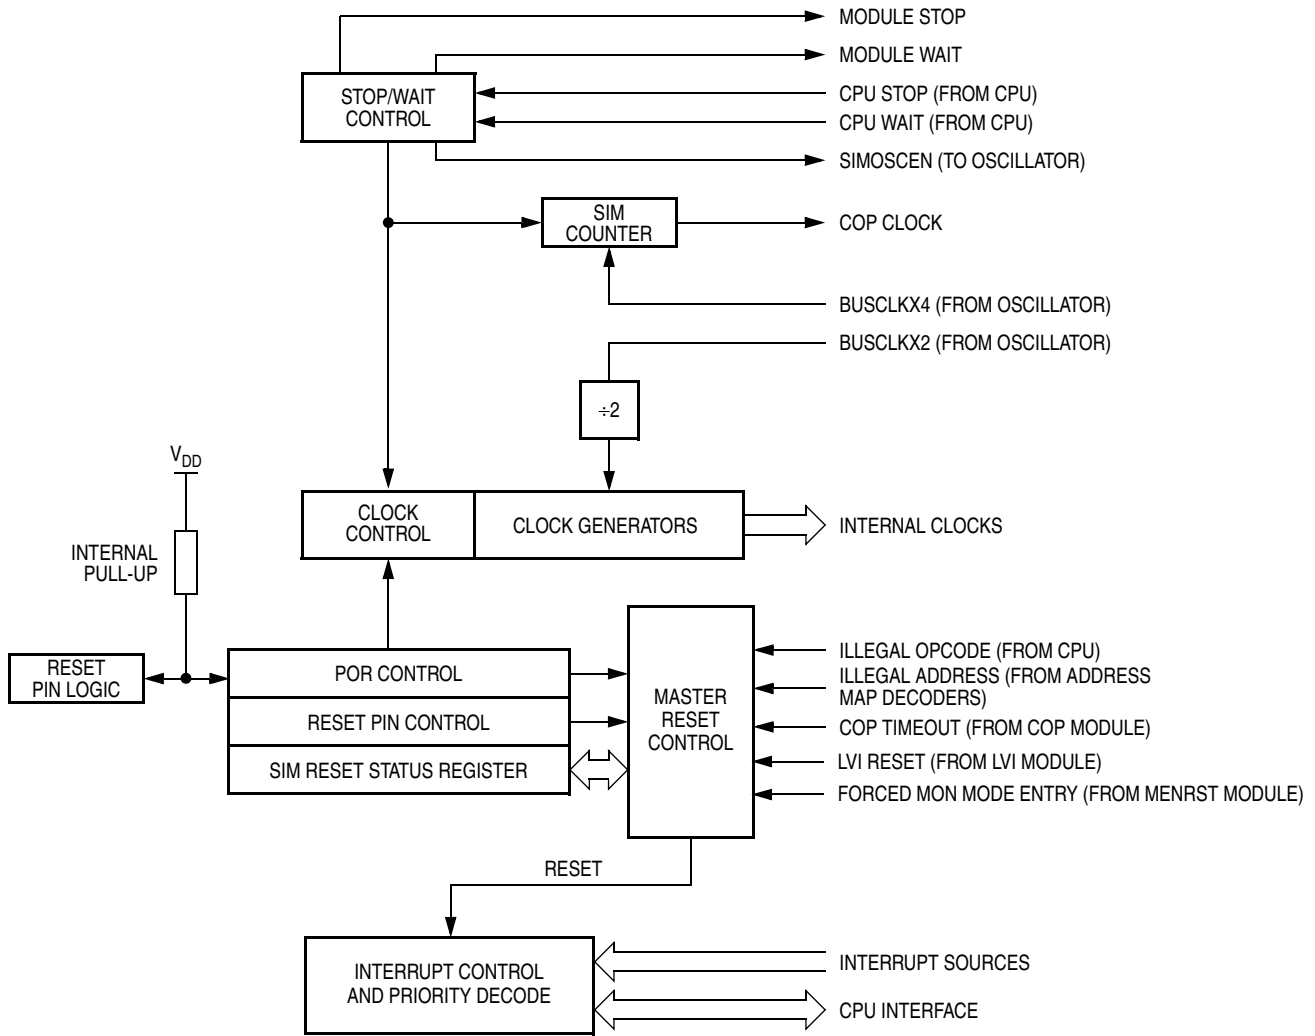 MODULE STOP
MODULE WAIT
STOP/WAIT
CONTROL
CPU STOP (FROM CPU)
CPU WAIT (FROM CPU)
SIMOSCEN (TO OSCILLATOR)
SIM
COUNTER
COP CLOCK
BUSCLKX4 (FROM OSCILLATOR)
BUSCLKX2 (FROM OSCILLATOR)
÷2
VDD
CLOCK
CONTROL
CLOCK GENERATORS
INTERNAL CLOCKS
INTERNAL
PULL-UP
RESET
PIN LOGIC
POR CONTROL
RESET PIN CONTROL
SIM RESET STATUS REGISTER
MASTER
RESET
CONTROL
ILLEGAL OPCODE (FROM CPU)
ILLEGAL ADDRESS (FROM ADDRESS
MAP DECODERS)
COP TIMEOUT (FROM COP MODULE)
LVI RESET (FROM LVI MODULE)
FORCED MON MODE ENTRY (FROM MENRST MODULE)
RESET
INTERRUPT CONTROL
AND PRIORITY DECODE
INTERRUPT SOURCES
CPU INTERFACE